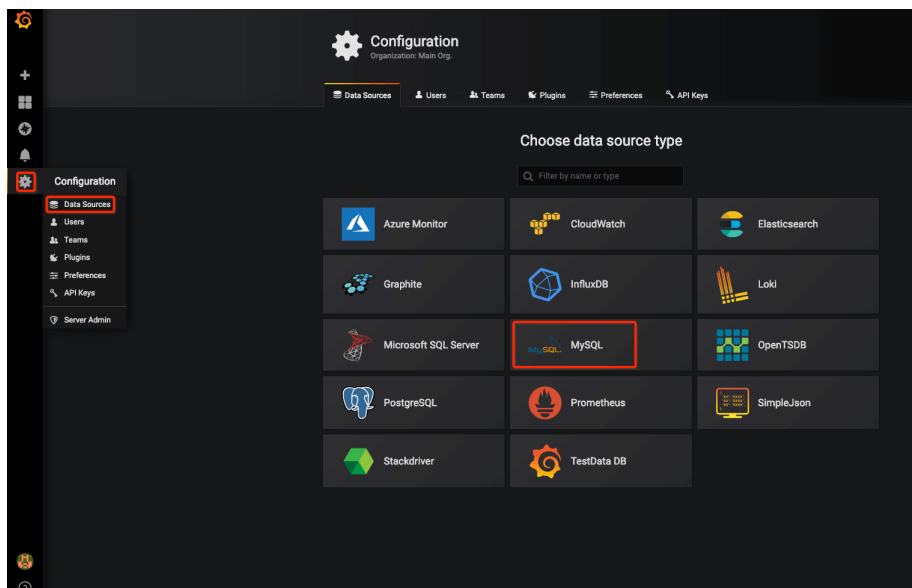 Configuration
Organization: Main Org.
Data Sources Users Teams Plugins Preferences API Keys
Choose data source type
Filter by name or type
Configuration
Data Sources
Users
Teams
Plugins
Preferences
API Keys
Server Admin
Azure Monitor CloudWatch Elasticsearch
Graphite InfluxDB Loki
Microsoft SQL Server MySQL MySQL OpenTSDB
PostgreSQL Prometheus SimpleJson
Stackdriver TestData DB